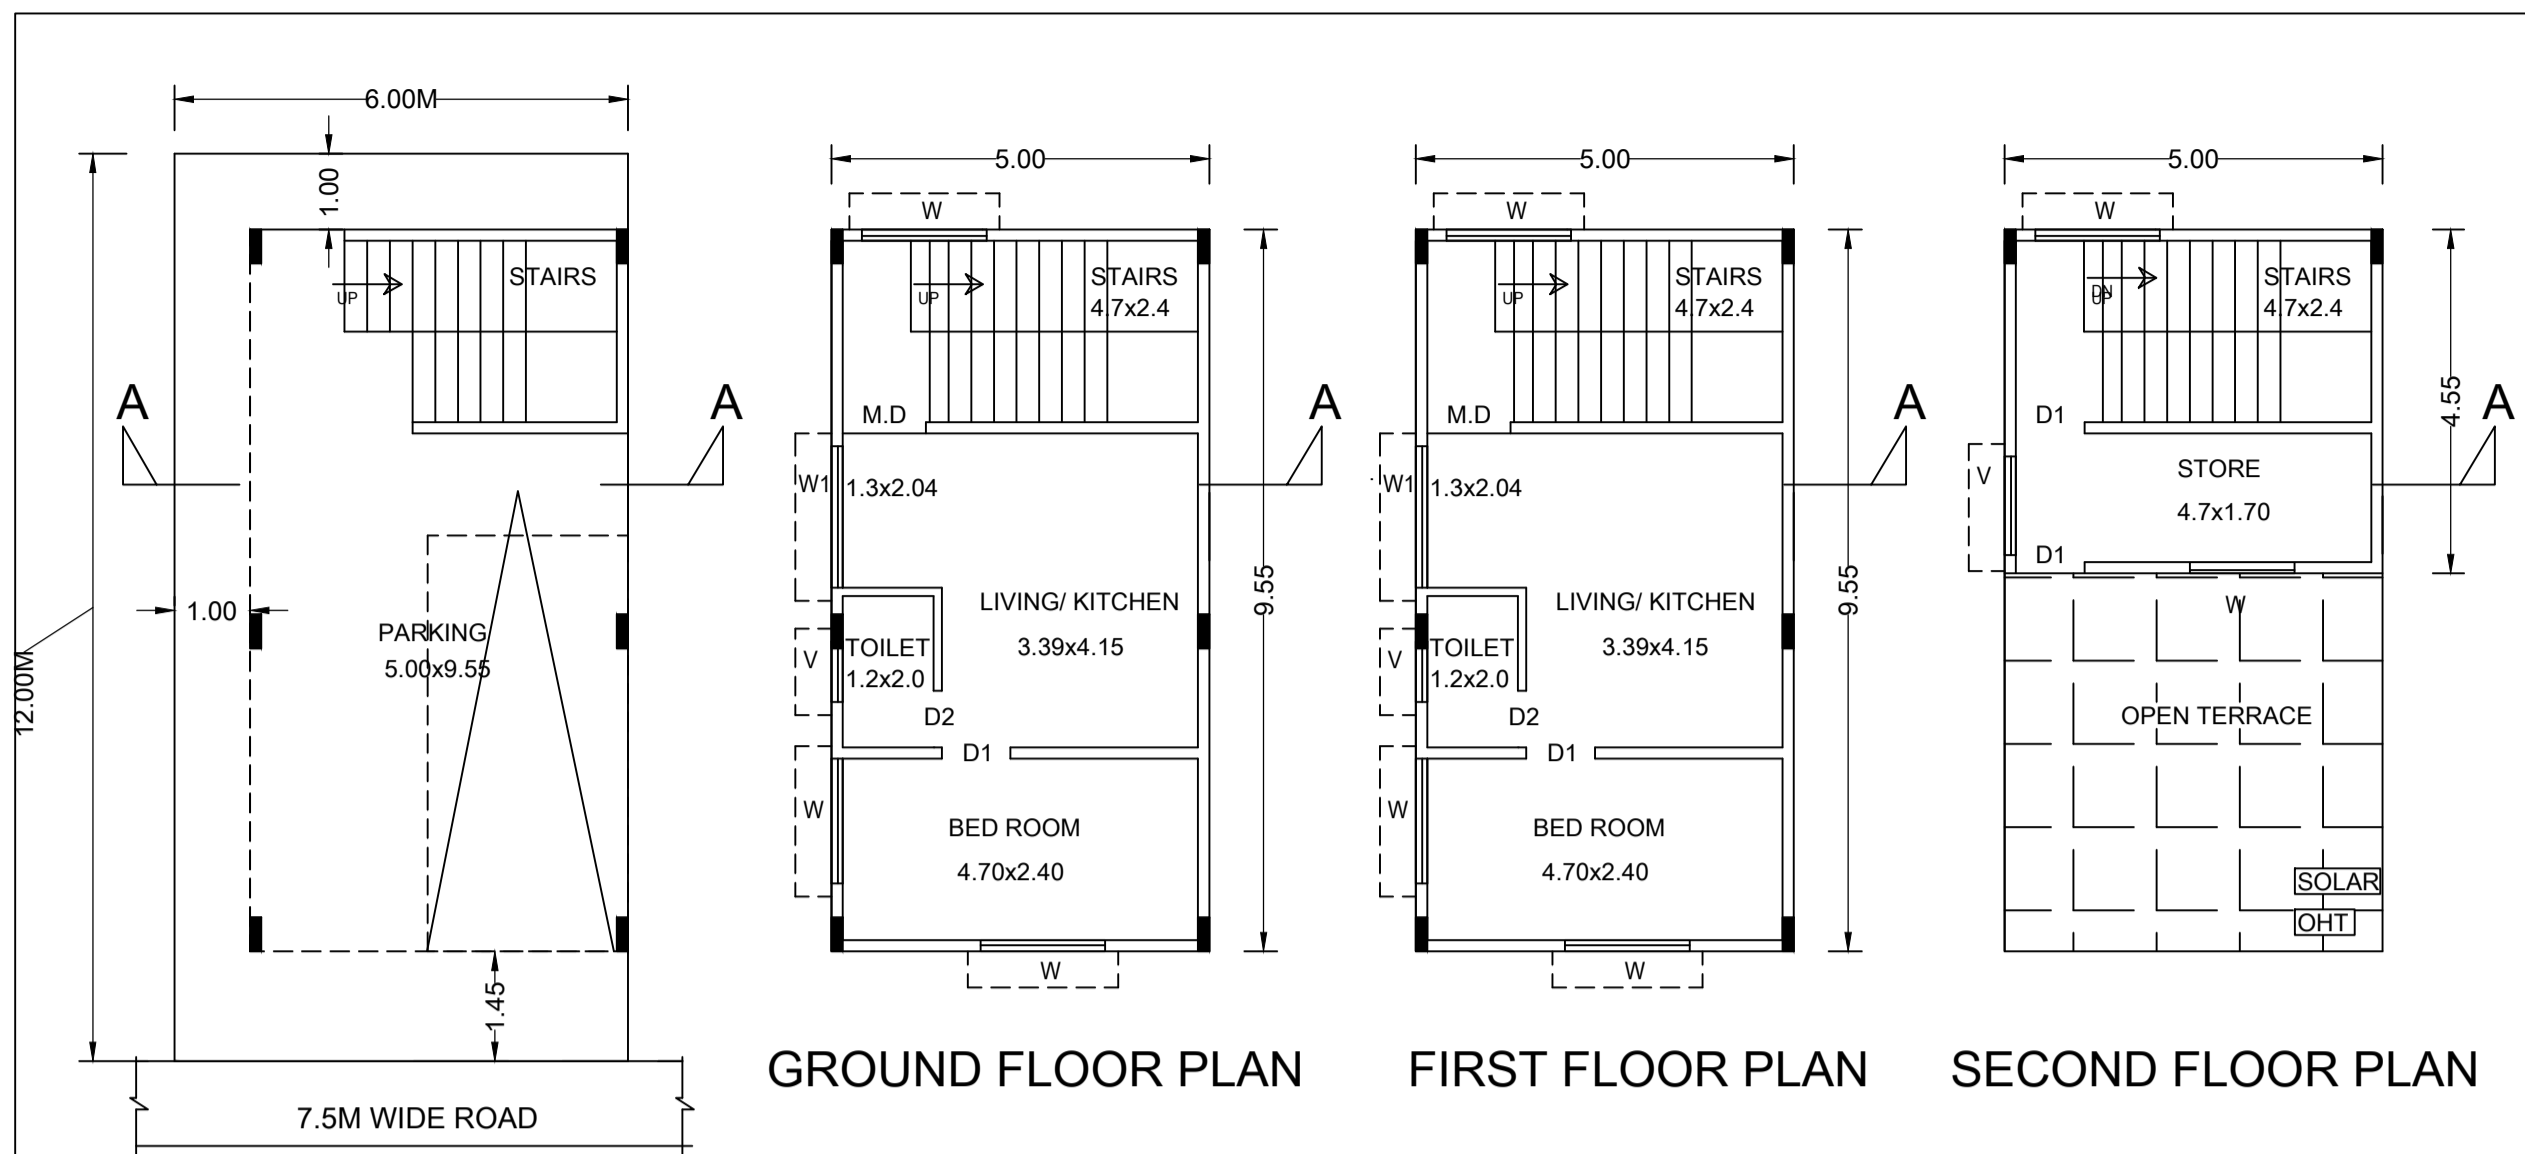 6.00M
1.00
STAIRS
UP
A
A
1.00
PARKING
5.00x9.55
12.00M
1.45
7.5M WIDE ROAD
5.00
W
STAIRS
4.7x2.4
UP
M.D
A
W1
1.3x2.04
9.55
LIVING/ KITCHEN
3.39x4.15
TOILET
1.2x2.0
V
D2
D1
W
BED ROOM
4.70x2.40
W
GROUND FLOOR PLAN
5.00
W
STAIRS
4.7x2.4
UP
M.D
A
W1
1.3x2.04
9.55
LIVING/ KITCHEN
3.39x4.15
TOILET
1.2x2.0
V
D2
D1
W
BED ROOM
4.70x2.40
W
FIRST FLOOR PLAN
5.00
W
STAIRS
4.7x2.4
DN
UP
D1
4.55
A
V
STORE
4.7x1.70
D1
W
OPEN TERRACE
SOLAR
OHT
SECOND FLOOR PLAN